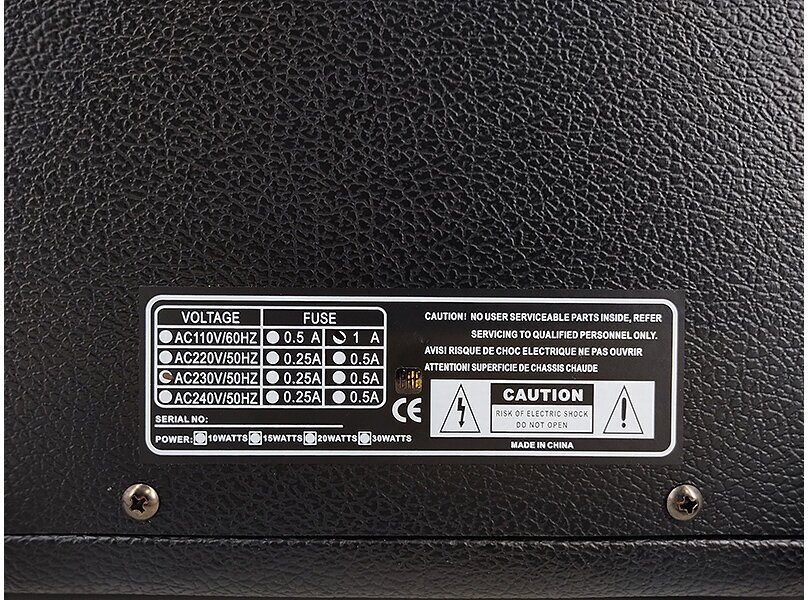 VOLTAGE FUSE
AC110V/60HZ 0.5 A 1 A
AC220V/50HZ 0.25A 0.5A
AC230V/50HZ 0.25A 0.5A
AC240V/50HZ 0.25A 0.5A
SERIAL NO:
POWER: 10WATTS 15WATTS 20WATTS 30WATTS
CE
CAUTION! NO USER SERVICEABLE PARTS INSIDE, REFER
SERVICING TO QUALIFIED PERSONNEL ONLY.
AVIS! RISQUE DE CHOC ELECTRIQUE NE PAS OUVRIR
ATTENTION! SUPERFICIE DE CHASSIS CHAUDE
CAUTION
RISK OF ELECTRIC SHOCK
DO NOT OPEN
!
MADE IN CHINA